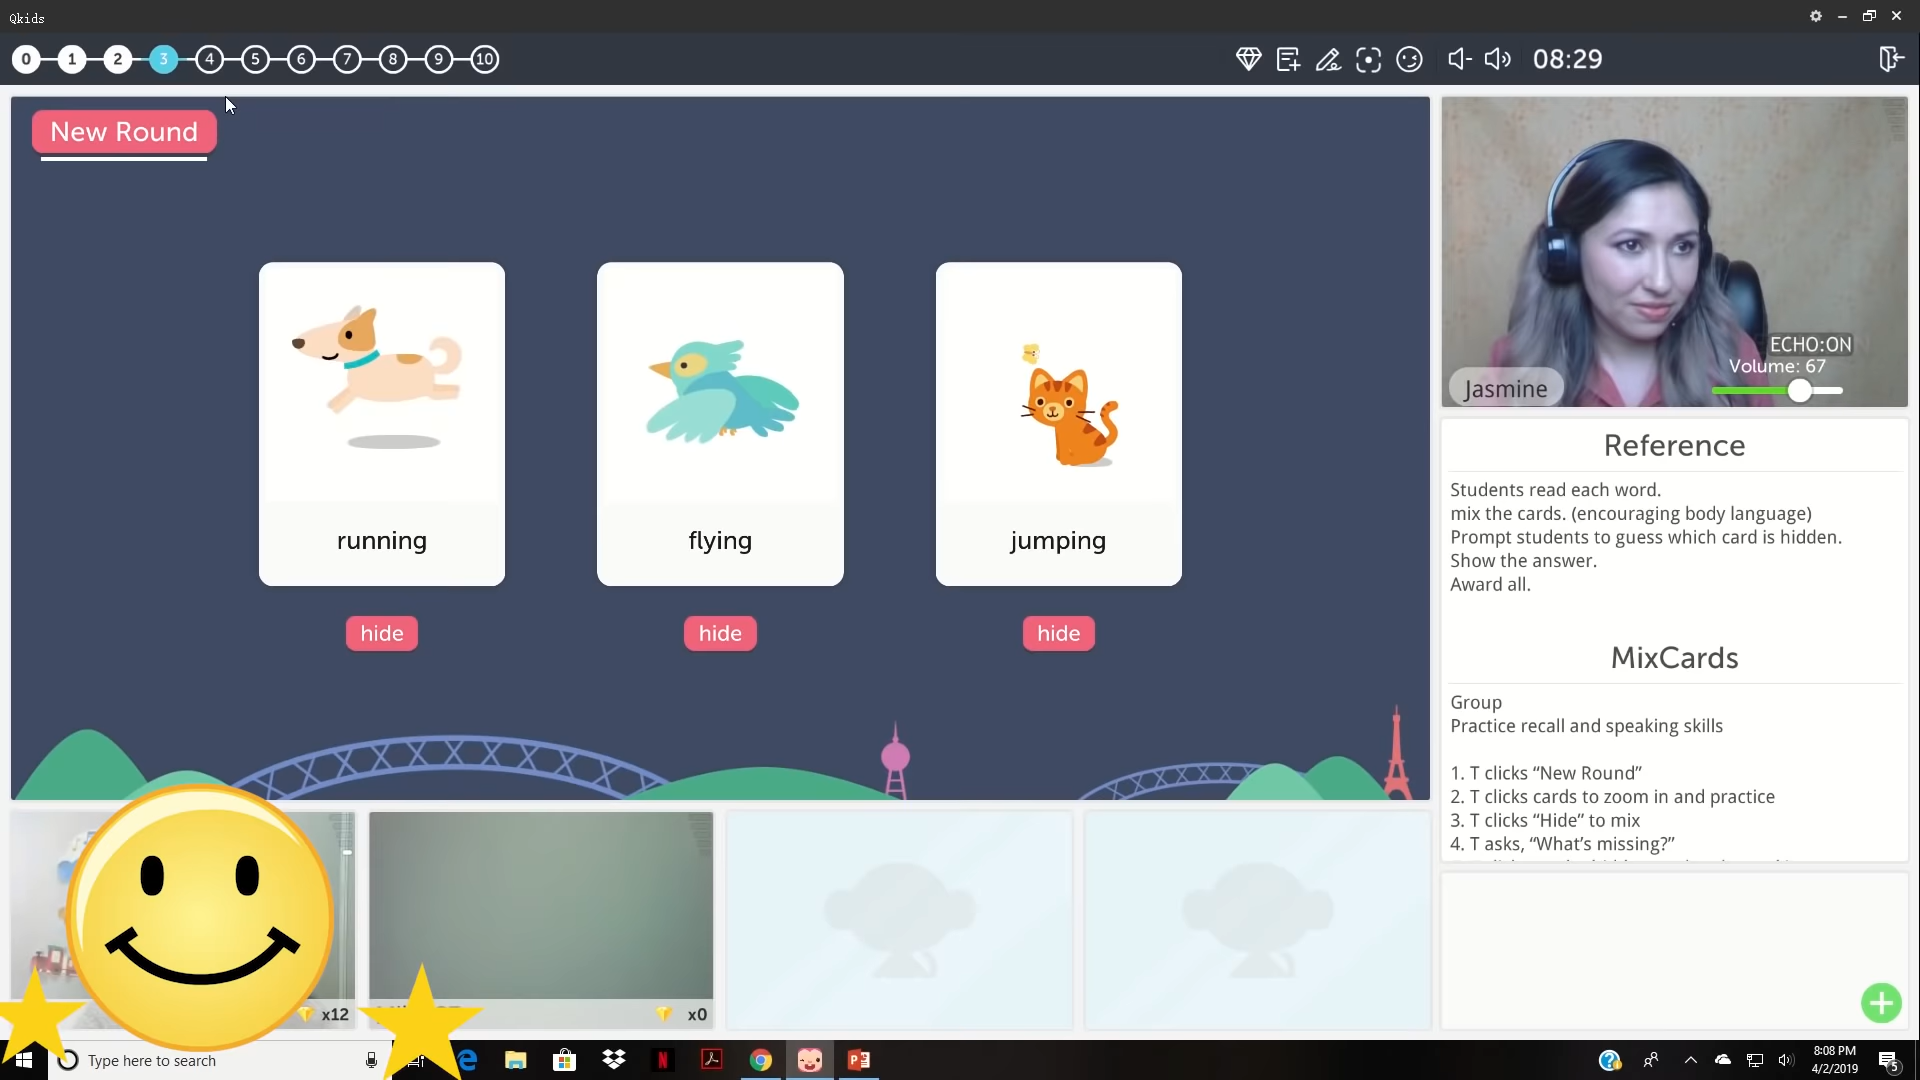 Qkids
0 1 2 3 4 5 6 7 8 9 10
08:29
New Round
running
flying
jumping
hide
hide
hide
ECHO:ON
Volume: 67
Jasmine
Reference
Students read each word.
mix the cards. (encouraging body language)
Prompt students to guess which card is hidden.
Show the answer.
Award all.
MixCards
Group
Practice recall and speaking skills
1. T clicks “New Round”
2. T clicks cards to zoom in and practice
3. T clicks “Hide” to mix
4. T asks, “What’s missing?”
x12
x0
Type here to search
8:08 PM
4/2/2019
5